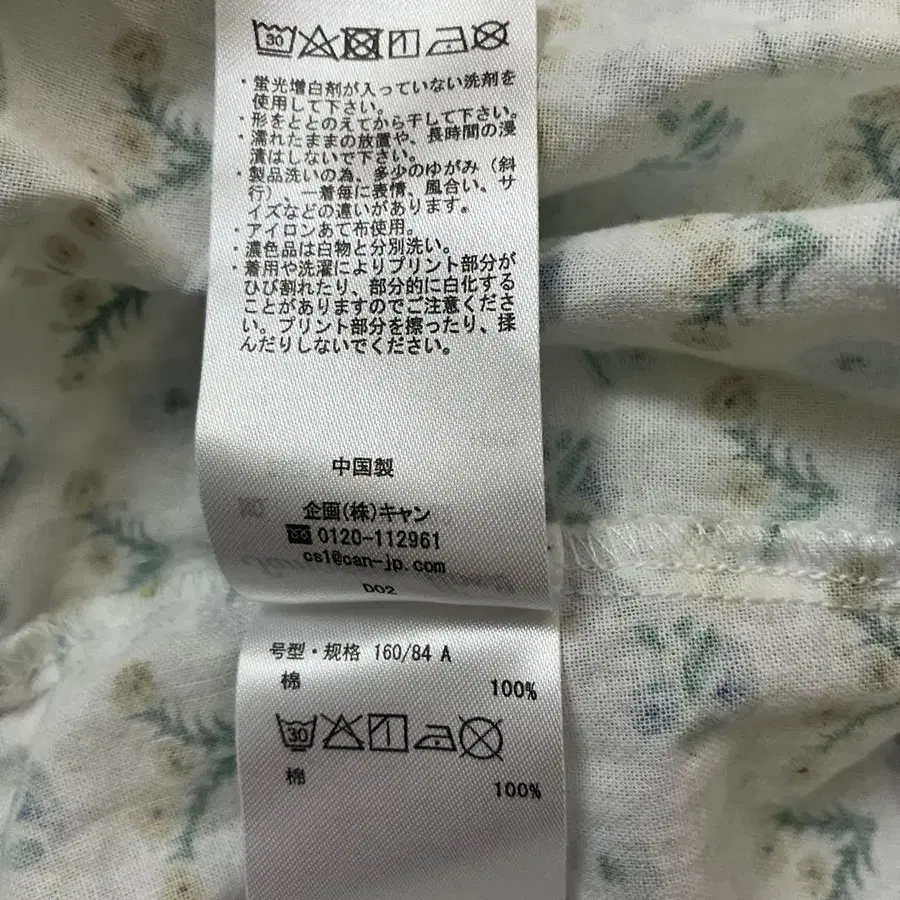 30
・蛍光増白剤が入っていない洗剤を
使用して下さい。
・形をととのえてから干して下さい。
・濡れたままの放置や、長時間の浸
漬はしないで下さい。
・製品洗いの為、多少のゆがみ（斜
行）、一着毎に表情、風合い、サ
イズなどの違いがあります。
・アイロンあて布使用。
・濃色品は白物と分別洗い。
・着用や洗濯によりプリント部分が
ひび割れたり、部分的に白化する
ことがありますのでご注意くださ
い。プリント部分を擦ったり、揉
んだりしないでください。
中国製
企画(株)キャン
0120-112961
cs1@can-jp.com
D02
号型・规格 160/84 A
棉 100%
30
棉 100%